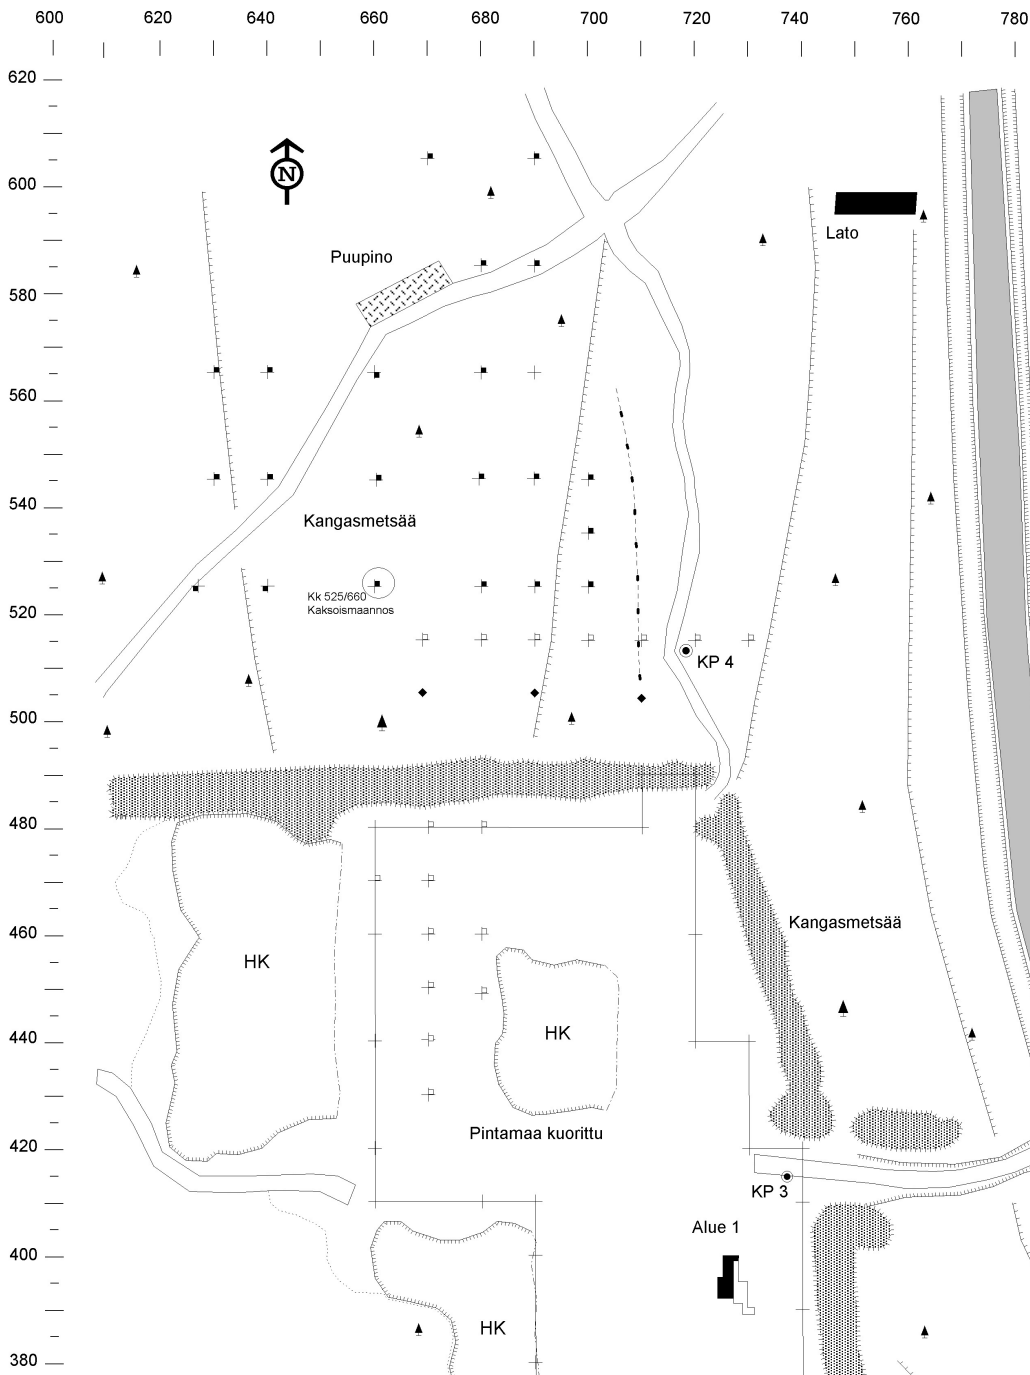 600 620 640 660 680 700 720 740 760 780
620
600
N
Lato
Puupino
580
560
540
Kangasmetsää
Kk 525/660
Kaksoismaannos
520
KP 4
500
480
Kangasmetsää
460
HK
HK
440
Pintamaa kuorittu
420
KP 3
Alue 1
400
HK
380